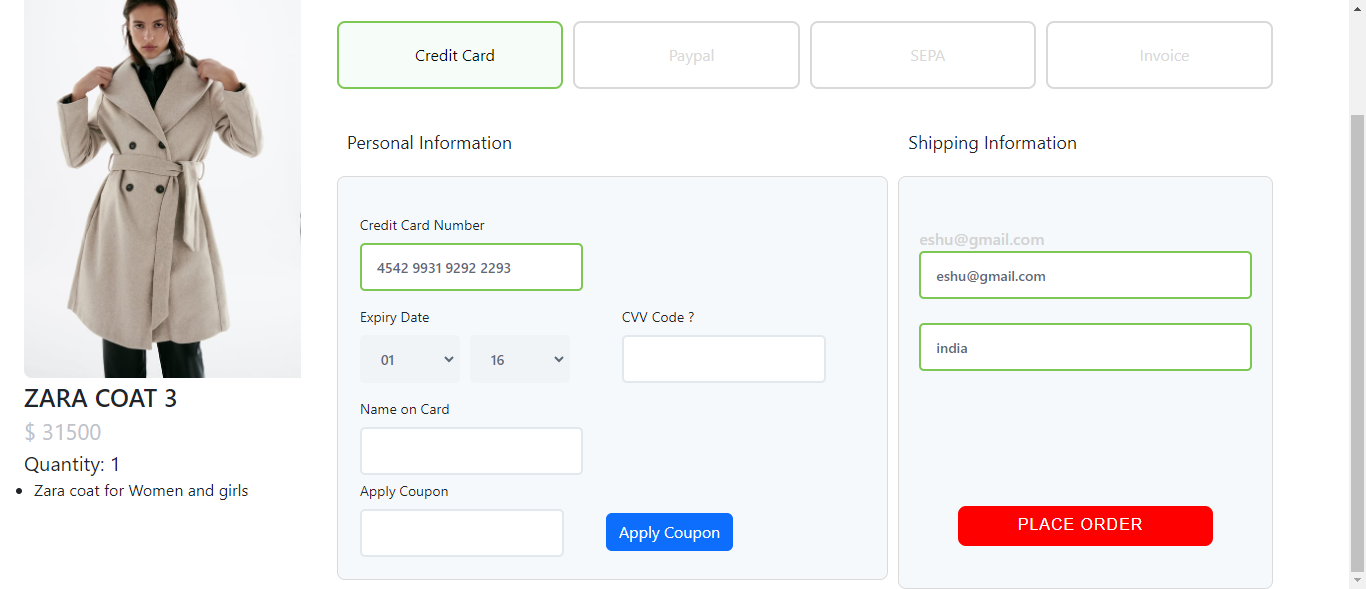 Credit Card
Paypal
SEPA
Invoice
Personal Information
Shipping Information
Credit Card Number
4542 9931 9292 2293
Expiry Date
CVV Code ?
01
16
Name on Card
Apply Coupon
Apply Coupon
eshu@gmail.com
eshu@gmail.com
india
PLACE ORDER
ZARA COAT 3
$ 31500
Quantity: 1
Zara coat for Women and girls